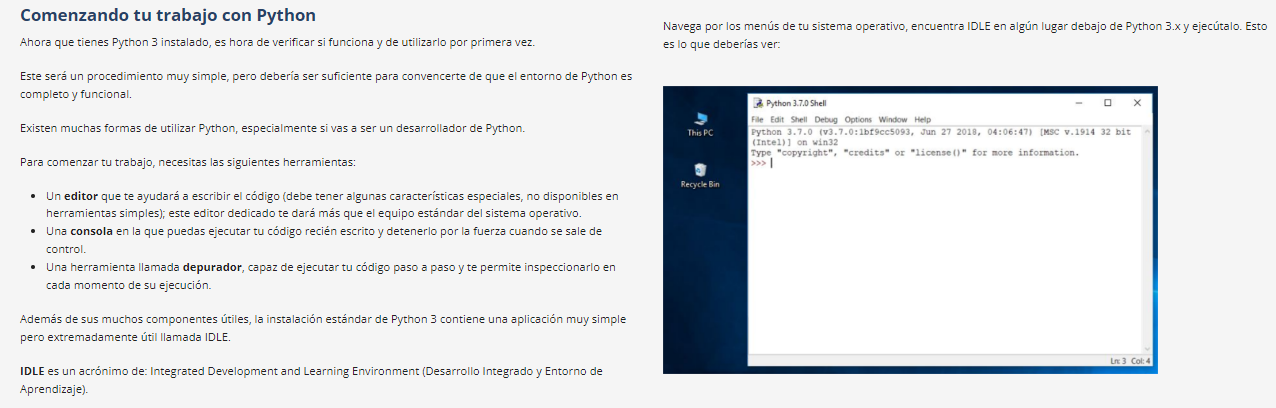 Comenzando tu trabajo con Python
Ahora que tienes Python 3 instalado, es hora de verificar si funciona y de utilizarlo por primera vez.
Este será un procedimiento muy simple, pero debería ser suficiente para convencerte de que el entorno de Python es
completo y funcional.
Existen muchas formas de utilizar Python, especialmente si vas a ser un desarrollador de Python.
Para comenzar tu trabajo, necesitas las siguientes herramientas:
• Un editor que te ayudará a escribir el código (debe tener algunas características especiales, no disponibles en
herramientas simples); este editor dedicado te dará más que el equipo estándar del sistema operativo.
• Una consola en la que puedas ejecutar tu código recién escrito y detenerlo por la fuerza cuando se sale de
control.
• Una herramienta llamada depurador, capaz de ejecutar tu código paso a paso y te permite inspeccionarlo en
cada momento de su ejecución.
Además de sus muchos componentes útiles, la instalación estándar de Python 3 contiene una aplicación muy simple
pero extremadamente útil llamada IDLE.
IDLE es un acrónimo de: Integrated Development and Learning Environment (Desarrollo Integrado y Entorno de
Aprendizaje).
Navega por los menús de tu sistema operativo, encuentra IDLE en algún lugar debajo de Python 3.x y ejecútalo. Esto
es lo que deberías ver:
This PC
Recycle Bin
Python 3.7.0 Shell
File Edit Shell Debug Options Window Help
Python 3.7.0 (v3.7.0:1bf9cc5093, Jun 27 2018, 04:06:47) [MSC v.1914 32 bit
(Intel)] on win32
Type "copyright", "credits" or "license()" for more information.
>>>
Ln: 3 Col: 4